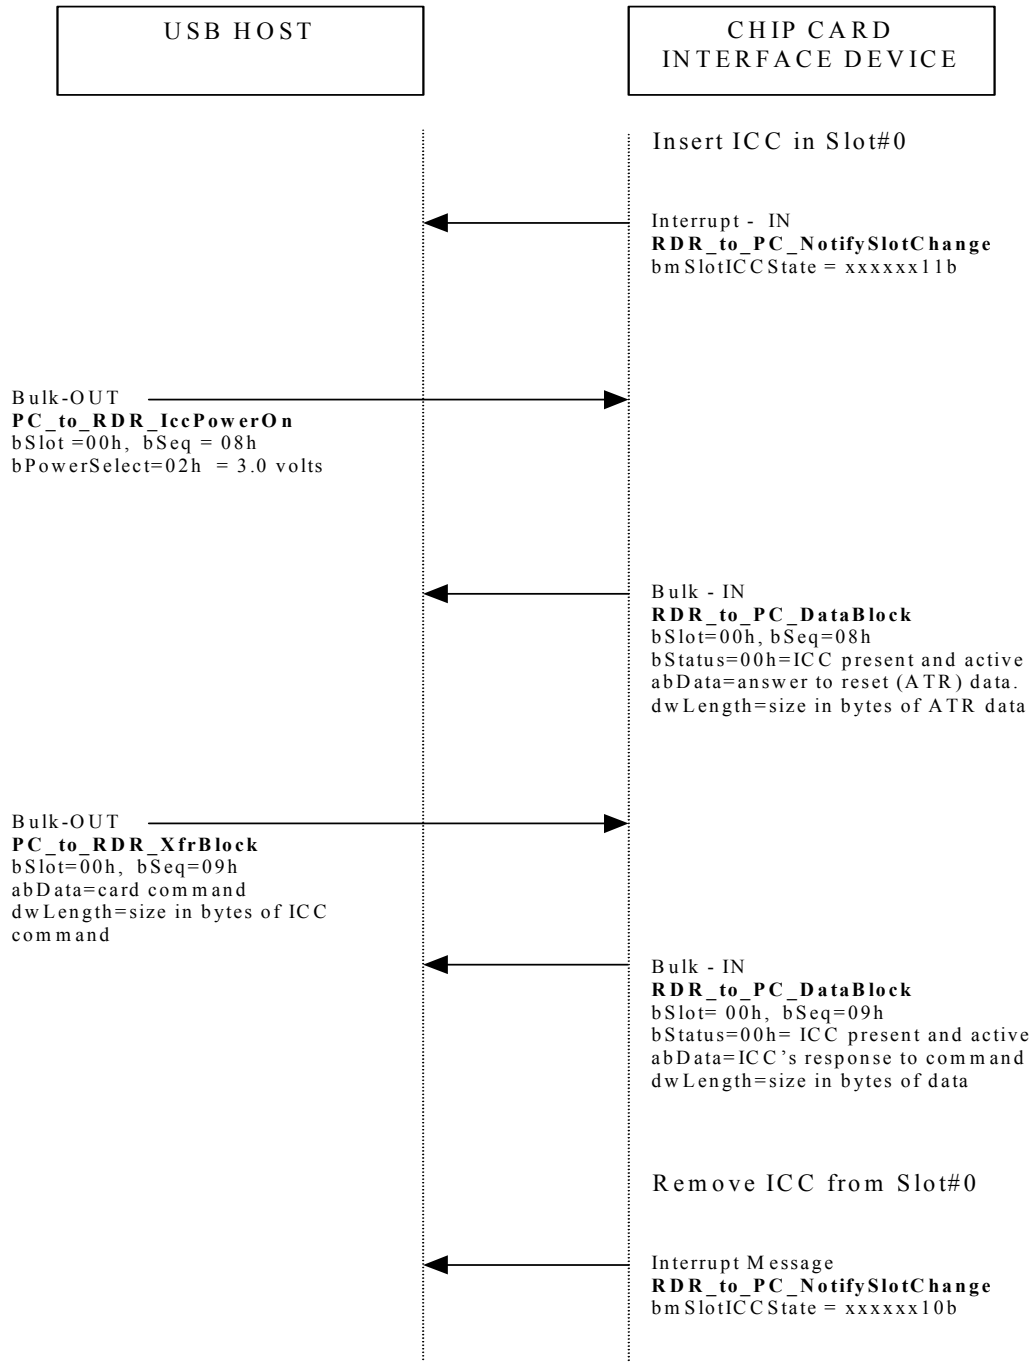 USB HOST
CHIP CARD
INTERFACE DEVICE
Insert ICC in Slot#0
Interrupt - IN
RDR_to_PC_NotifySlotChange
bmSlotICCState = xxxxxx11b
Bulk-OUT
PC_to_RDR_IccPowerOn
bSlot =00h, bSeq = 08h
bPowerSelect=02h = 3.0 volts
Bulk - IN
RDR_to_PC_DataBlock
bSlot=00h, bSeq=08h
bStatus=00h=ICC present and active
abData=answer to reset (ATR) data.
dwLength=size in bytes of ATR data
Bulk-OUT
PC_to_RDR_XfrBlock
bSlot=00h, bSeq=09h
abData=card command
dwLength=size in bytes of ICC
command
Bulk - IN
RDR_to_PC_DataBlock
bSlot= 00h, bSeq=09h
bStatus=00h= ICC present and active
abData=ICC’s response to command
dwLength=size in bytes of data
Remove ICC from Slot#0
Interrupt Message
RDR_to_PC_NotifySlotChange
bmSlotICCState = xxxxxx10b